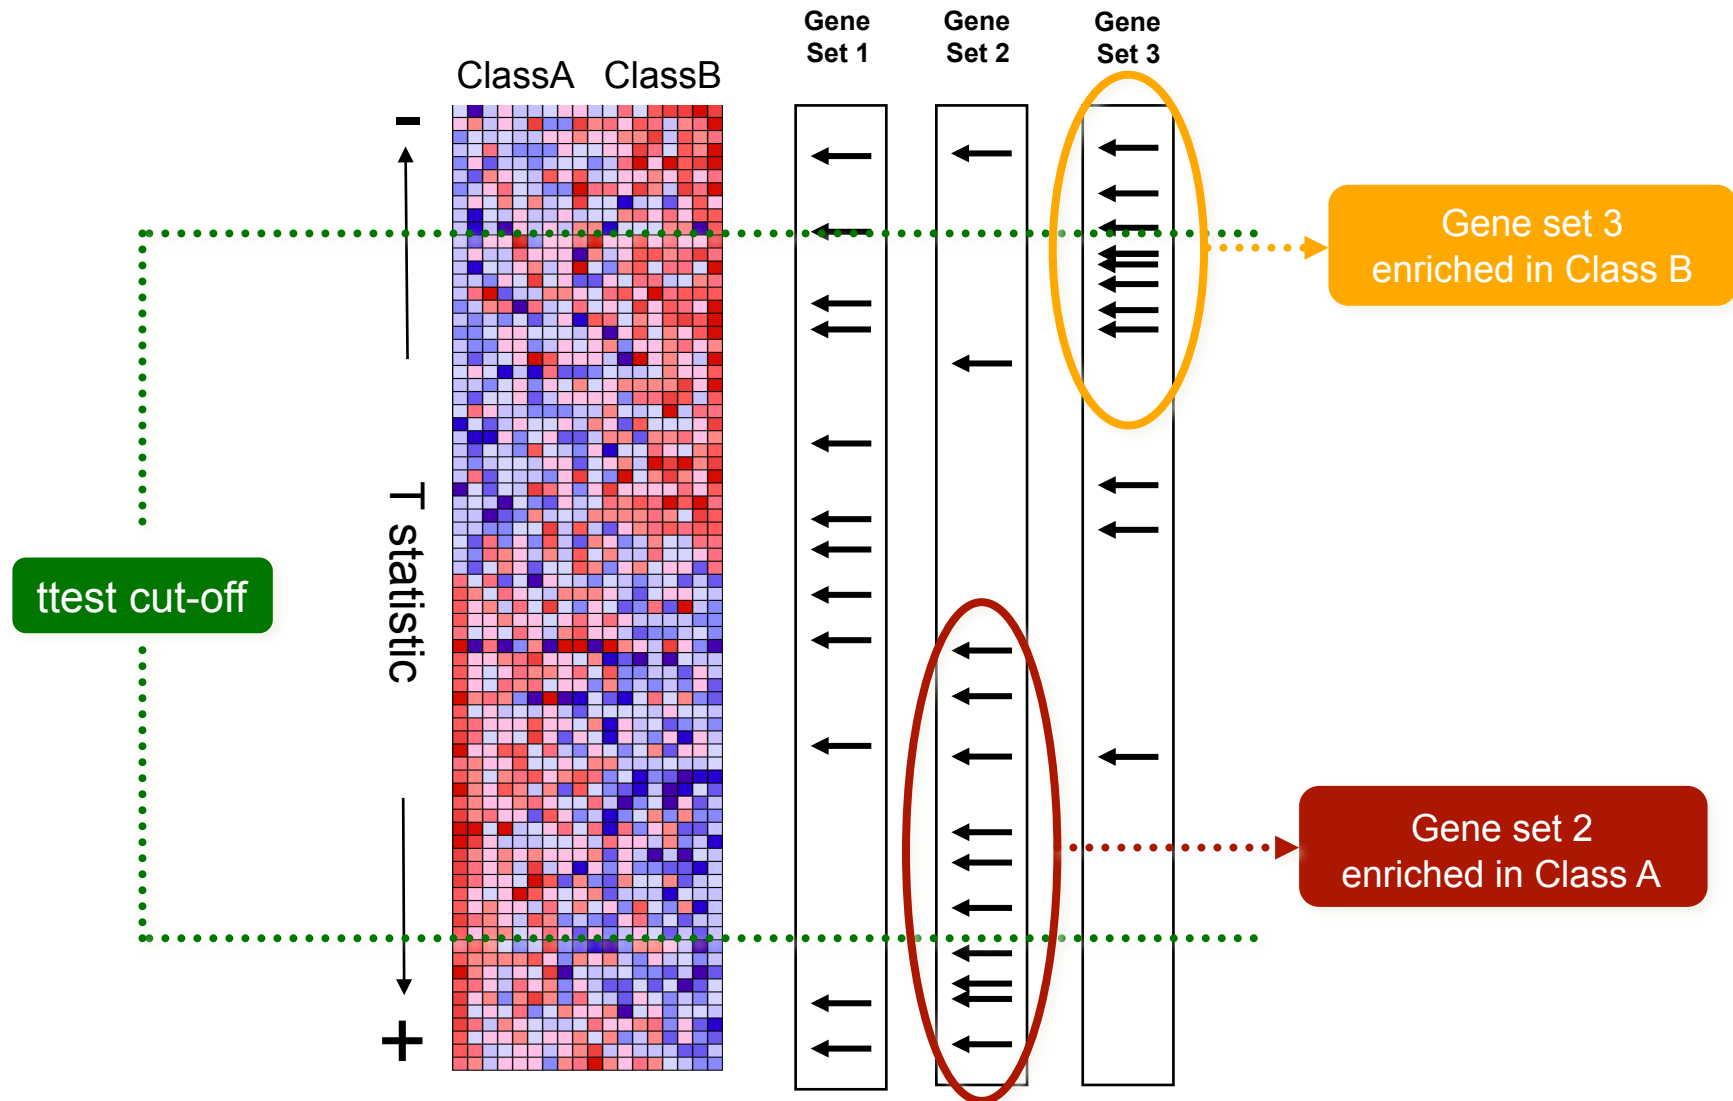 Gene
Set 1
Gene
Set 2
Gene
Set 3
ClassA
ClassB
-
T statistic
+
ttest cut-off
Gene set 3
enriched in Class B
Gene set 2
enriched in Class A